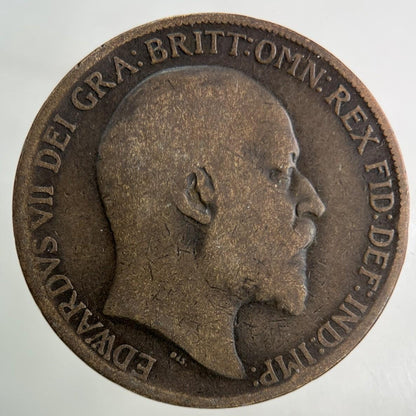 EDWARDVS VII DEI GRA: BRITT: OMN: REX FID: DEF: IND: IMP: